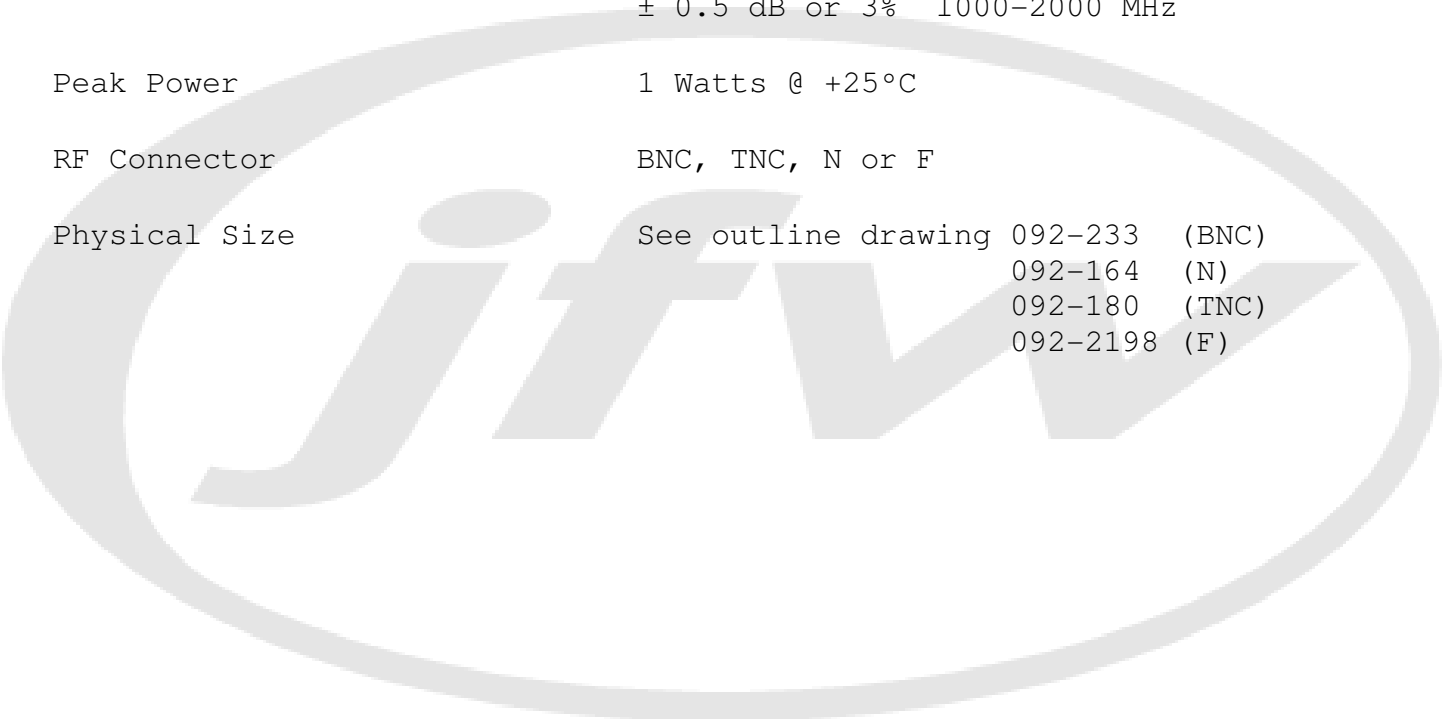 ± 0.5 dB or 3% 1000-2000 MHz
Peak Power 1 Watts @ +25°C
RF Connector BNC, TNC, N or F
Physical Size See outline drawing 092-233 (BNC)
092-164 (N)
092-180 (TNC)
092-2198 (F)
jfw